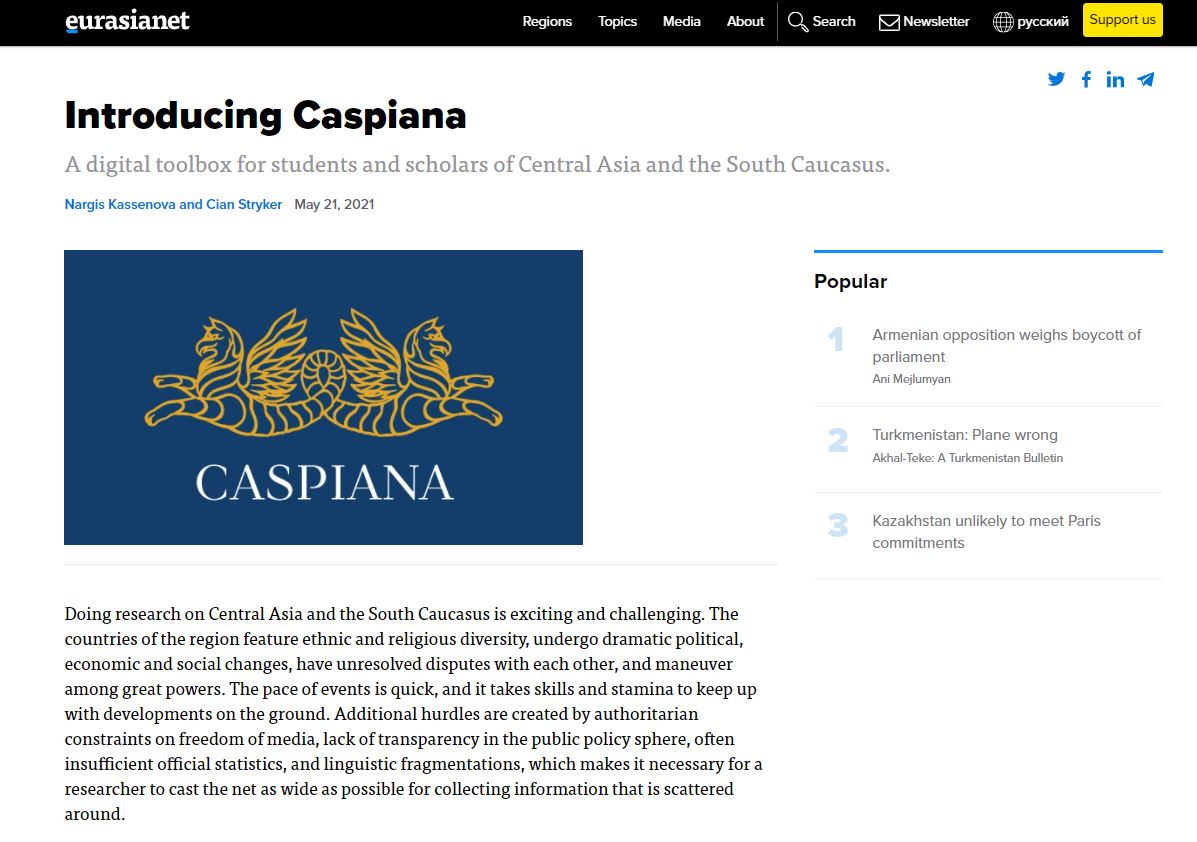 eurasianet
Regions Topics Media About Search Newsletter русский Support us
Introducing Caspiana
A digital toolbox for students and scholars of Central Asia and the South Caucasus.
Nargis Kassenova and Cian Stryker May 21, 2021
CASPIANA
Doing research on Central Asia and the South Caucasus is exciting and challenging. The
countries of the region feature ethnic and religious diversity, undergo dramatic political,
economic and social changes, have unresolved disputes with each other, and maneuver
among great powers. The pace of events is quick, and it takes skills and stamina to keep up
with developments on the ground. Additional hurdles are created by authoritarian
constraints on freedom of media, lack of transparency in the public policy sphere, often
insufficient official statistics, and linguistic fragmentations, which makes it necessary for a
researcher to cast the net as wide as possible for collecting information that is scattered
around.
Popular
1
Armenian opposition weighs boycott of
parliament
Ani Mejlumyan
2
Turkmenistan: Plane wrong
Akhal-Teke: A Turkmenistan Bulletin
3
Kazakhstan unlikely to meet Paris
commitments